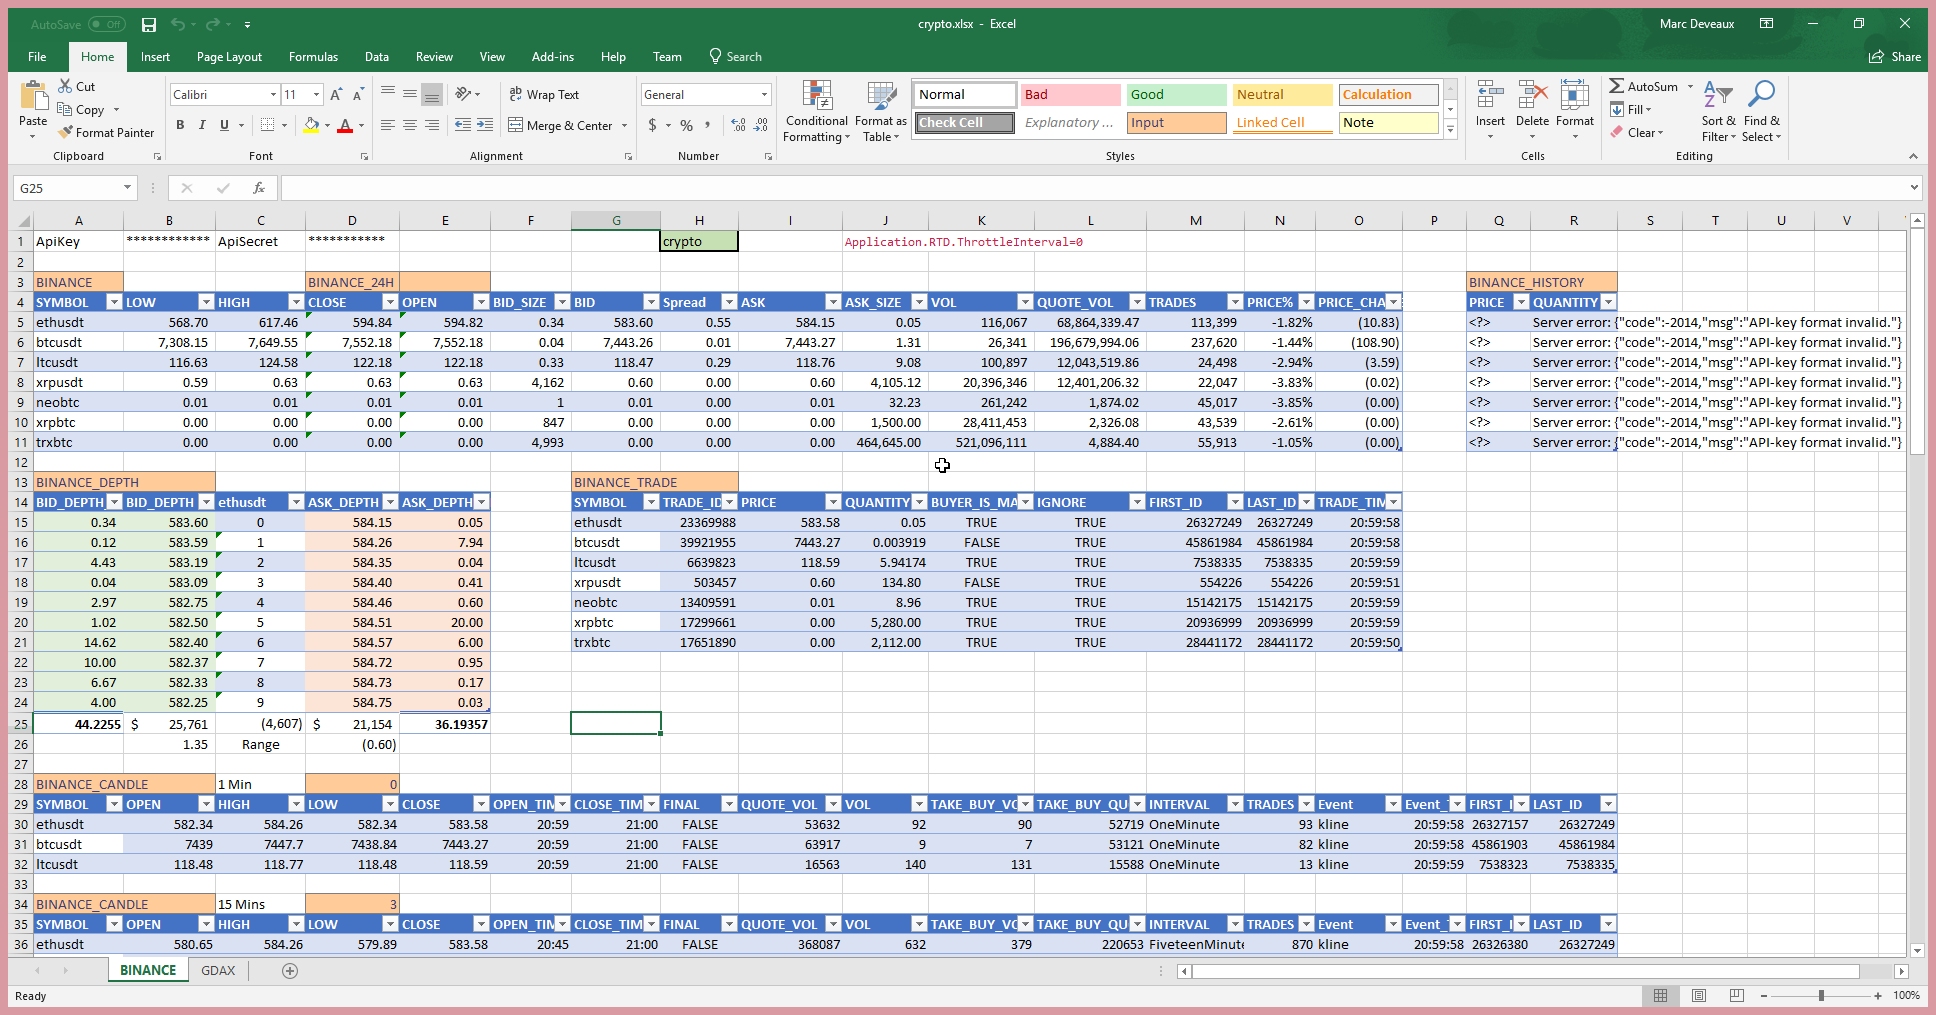 AutoSave Off crypto.xlsx - Excel Marc Deveaux
File Home Insert Page Layout Formulas Data Review View Add-ins Help Team Search Share
Paste Cut Copy Format Painter Clipboard
Calibri 11 B I U A A A Font
Wrap Text Merge & Center Alignment
General $ % , Number
Conditional Formatting Format as Table
Normal Bad Good Neutral Calculation
Check Cell Explanatory ... Input Linked Cell Note
Styles
Insert Delete Format Cells
AutoSum Fill Clear Sort & Filter Find & Select Editing
G25 fx
A B C D E F G H I J K L M N O P Q R S T U V
1 ApiKey ************ ApiSecret *********** crypto Application.RTD.ThrottleInterval=0
2
3 BINANCE BINANCE_24H BINANCE_HISTORY
4 SYMBOL LOW HIGH CLOSE OPEN BID_SIZE BID Spread ASK ASK_SIZE VOL QUOTE_VOL TRADES PRICE% PRICE_CHA PRICE QUANTITY
5 ethusdt 568.70 617.46 594.84 594.82 0.34 583.60 0.55 584.15 0.05 116,067 68,864,339.47 113,399 -1.82% (10.83) <?> Server error: {"code":-2014,"msg":"API-key format invalid."}
6 btcusdt 7,308.15 7,649.55 7,552.18 7,552.18 0.04 7,443.26 0.01 7,443.27 1.31 26,341 196,679,994.06 237,620 -1.44% (108.90) <?> Server error: {"code":-2014,"msg":"API-key format invalid."}
7 ltcusdt 116.63 124.58 122.18 122.18 0.33 118.47 0.29 118.76 9.08 100,897 12,043,519.86 24,498 -2.94% (3.59) <?> Server error: {"code":-2014,"msg":"API-key format invalid."}
8 xrpusdt 0.59 0.63 0.63 0.63 4,162 0.60 0.00 0.60 4,105.12 20,396,346 12,401,206.32 22,047 -3.83% (0.02) <?> Server error: {"code":-2014,"msg":"API-key format invalid."}
9 neobtc 0.01 0.01 0.01 0.01 1 0.01 0.00 0.01 32.23 261,242 1,874.02 45,017 -3.85% (0.00) <?> Server error: {"code":-2014,"msg":"API-key format invalid."}
10 xrpbtc 0.00 0.00 0.00 0.00 847 0.00 0.00 0.00 1,500.00 28,411,453 2,326.08 43,539 -2.61% (0.00) <?> Server error: {"code":-2014,"msg":"API-key format invalid."}
11 trxbtc 0.00 0.00 0.00 0.00 4,993 0.00 0.00 0.00 464,645.00 521,096,111 4,884.40 55,913 -1.05% (0.00) <?> Server error: {"code":-2014,"msg":"API-key format invalid."}
12
13 BINANCE_DEPTH BINANCE_TRADE
14 BID_DEPTH BID_DEPTH ethusdt ASK_DEPTH ASK_DEPTH SYMBOL TRADE_ID PRICE QUANTITY BUYER_IS_MA IGNORE FIRST_ID LAST_ID TRADE_TIM
15 0.34 583.60 0 584.15 0.05 ethusdt 23369988 583.58 0.05 TRUE TRUE 26327249 26327249 20:59:58
16 0.12 583.59 1 584.26 7.94 btcusdt 39921955 7443.27 0.003919 FALSE TRUE 45861984 45861984 20:59:58
17 4.43 583.19 2 584.35 0.04 ltcusdt 6639823 118.59 5.94174 TRUE TRUE 7538335 7538335 20:59:59
18 0.04 583.09 3 584.40 0.41 xrpusdt 503457 0.60 134.80 FALSE TRUE 554226 554226 20:59:51
19 2.97 582.75 4 584.46 0.60 neobtc 13409591 0.01 8.96 TRUE TRUE 15142175 15142175 20:59:59
20 1.02 582.50 5 584.51 20.00 xrpbtc 17299661 0.00 5,280.00 TRUE TRUE 20936999 20936999 20:59:59
21 14.62 582.40 6 584.57 6.00 trxbtc 17651890 0.00 2,112.00 TRUE TRUE 28441172 28441172 20:59:50
22 10.00 582.37 7 584.72 0.95
23 6.67 582.33 8 584.73 0.17
24 4.00 582.25 9 584.75 0.03
25 44.2255 $ 25,761 (4,607) $ 21,154 36.19357
26 1.35 Range (0.60)
27
28 BINANCE_CANDLE 1 Min 0
29 SYMBOL OPEN HIGH LOW CLOSE OPEN_TIM CLOSE_TIM FINAL QUOTE_VOL VOL TAKE_BUY_VO TAKE_BUY_QU INTERVAL TRADES Event Event_T FIRST_I LAST_ID
30 ethusdt 582.34 584.26 582.34 583.58 20:59 21:00 FALSE 53632 92 90 52719 OneMinute 93 kline 20:59:58 26327157 26327249
31 btcusdt 7439 7447.7 7438.84 7443.27 20:59 21:00 FALSE 63917 9 7 53121 OneMinute 82 kline 20:59:58 45861903 45861984
32 ltcusdt 118.48 118.77 118.48 118.59 20:59 21:00 FALSE 16563 140 131 15588 OneMinute 13 kline 20:59:59 7538323 7538335
33
34 BINANCE_CANDLE 15 Mins 3
35 SYMBOL OPEN HIGH LOW CLOSE OPEN_TIM CLOSE_TIM FINAL QUOTE_VOL VOL TAKE_BUY_VO TAKE_BUY_QU INTERVAL TRADES Event Event_T FIRST_I LAST_ID
36 ethusdt 580.65 584.26 579.89 583.58 20:45 21:00 FALSE 368087 632 379 220653 FiveteenMinute 870 kline 20:59:58 26326380 26327249
BINANCE GDAX
Ready 100%